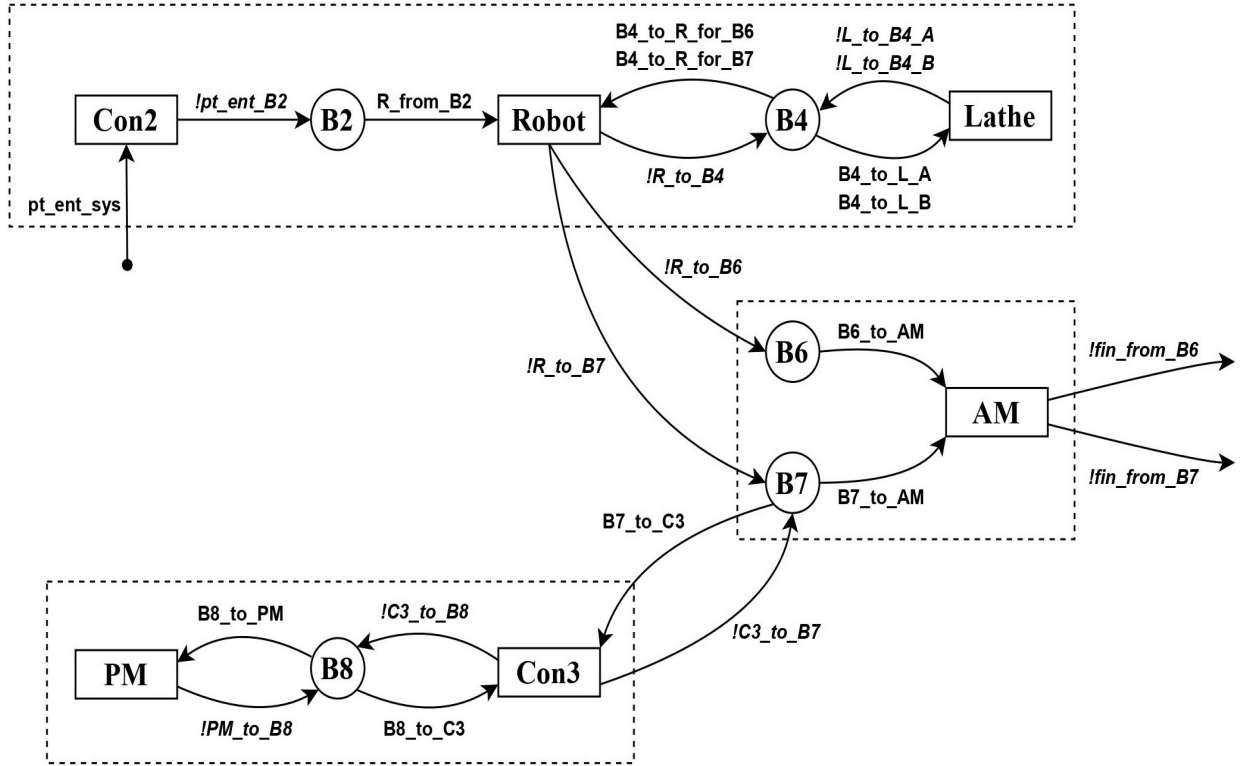 B4_to_R_for_B6
B4_to_R_for_B7
!L_to_B4_A
!L_to_B4_B
!pt_ent_B2
R_from_B2
Con2
B2
Robot
B4
Lathe
!R_to_B4
B4_to_L_A
B4_to_L_B
pt_ent_sys
!R_to_B6
!R_to_B7
B6
B6_to_AM
!fin_from_B6
AM
B7
B7_to_AM
!fin_from_B7
B7_to_C3
B8_to_PM
!C3_to_B8
!C3_to_B7
PM
B8
Con3
!PM_to_B8
B8_to_C3